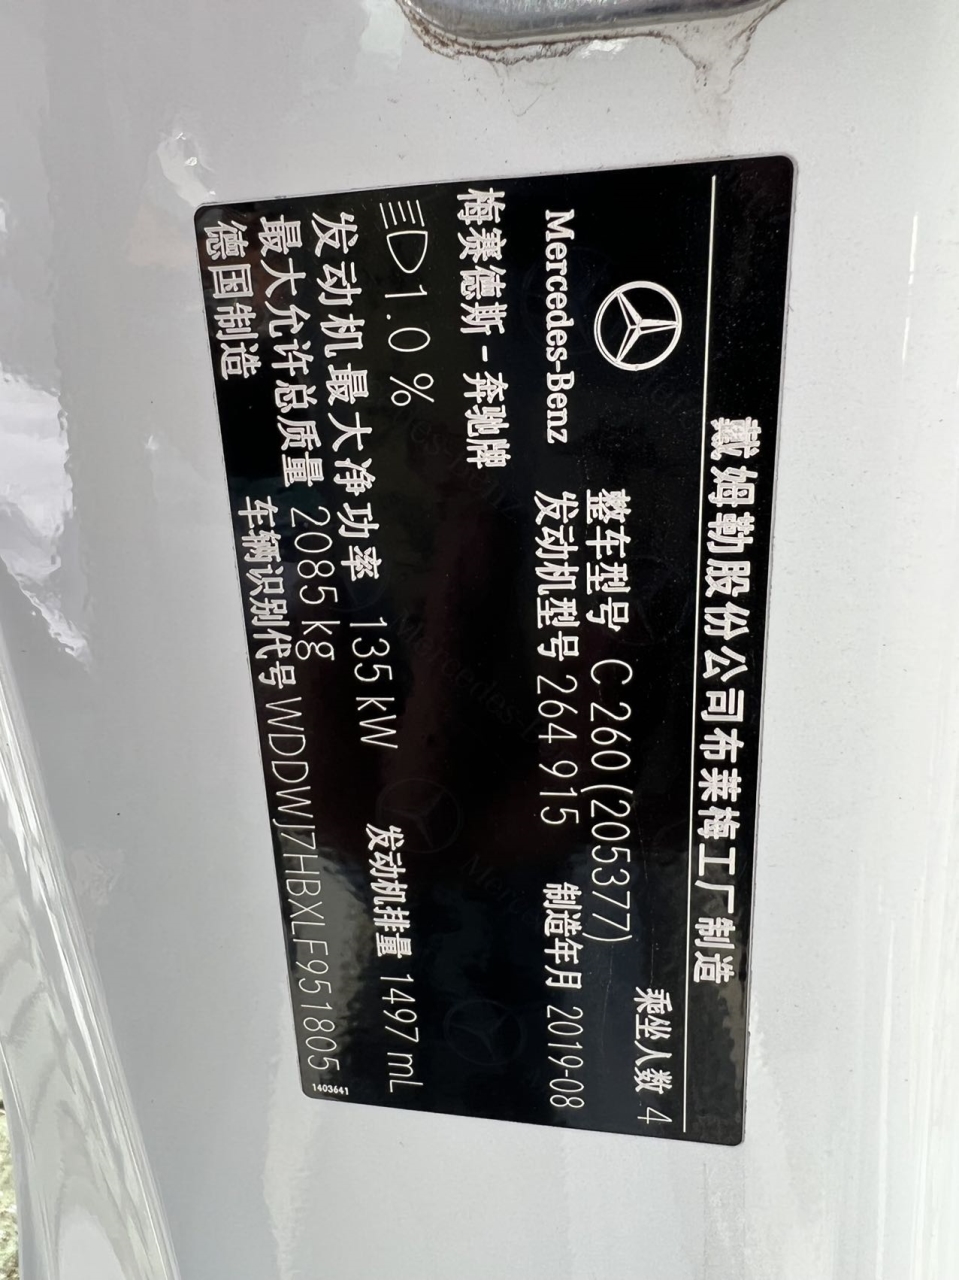 戴姆勒股份公司布莱梅工厂制造
乘坐人数 4
Mercedes-Benz
整车型号 C 260 (205377)
发动机型号 264 915
制造年月 2019-08
梅赛德斯-奔驰牌
1.0 %
发动机最大净功率 135 kW
发动机排量 1497 mL
最大允许总质量 2085 kg
德国制造
车辆识别代号 WDDWJ7HBXLF951805
1403641